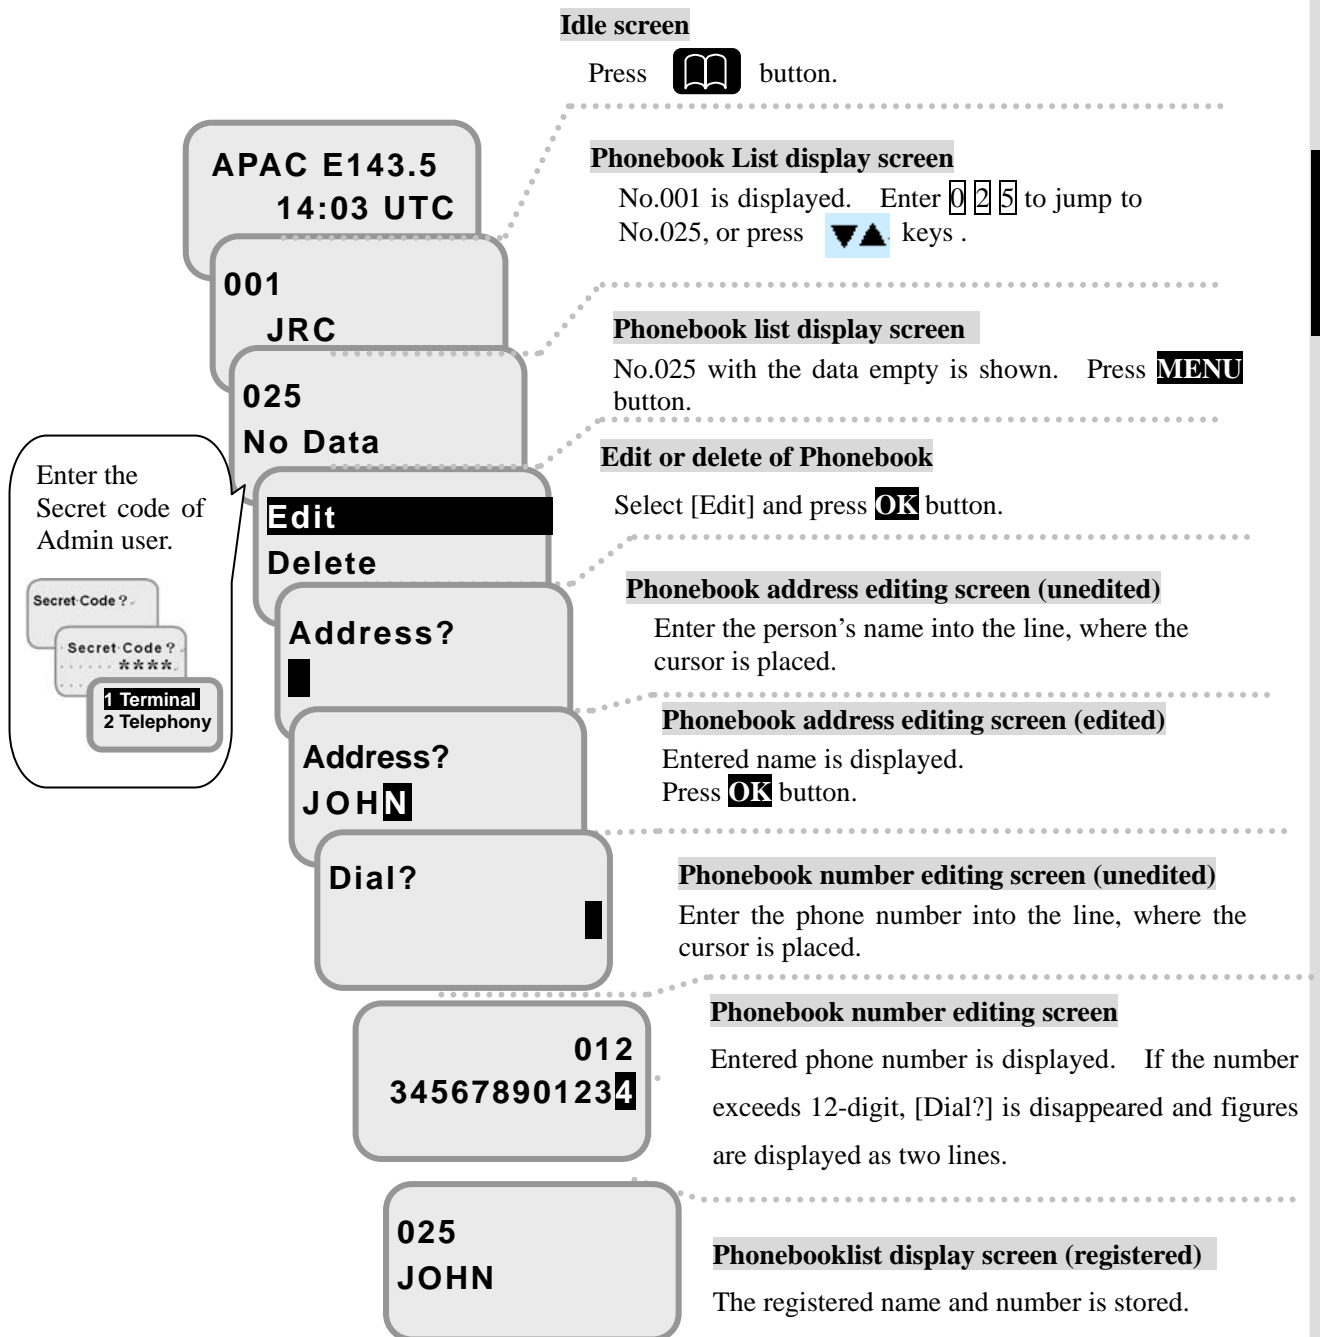 Idle screen
Press button.
APAC E143.5
14:03 UTC
Phonebook List display screen
No.001 is displayed. Enter 0 2 5 to jump to
No.025, or press ▼▲ keys .
001
JRC
Phonebook list display screen
No.025 with the data empty is shown. Press MENU
button.
025
No Data
Edit or delete of Phonebook
Select [Edit] and press OK button.
Enter the
Secret code of
Admin user.
Secret Code ?
Secret Code ?
****
1 Terminal
2 Telephony
Edit
Delete
Phonebook address editing screen (unedited)
Enter the person’s name into the line, where the
cursor is placed.
Address?
Phonebook address editing screen (edited)
Entered name is displayed.
Press OK button.
Address?
JOHN
Phonebook number editing screen (unedited)
Enter the phone number into the line, where the
cursor is placed.
Dial?
Phonebook number editing screen
Entered phone number is displayed. If the number
exceeds 12-digit, [Dial?] is disappeared and figures
are displayed as two lines.
012
345678901234
025
JOHN
Phonebooklist display screen (registered)
The registered name and number is stored.